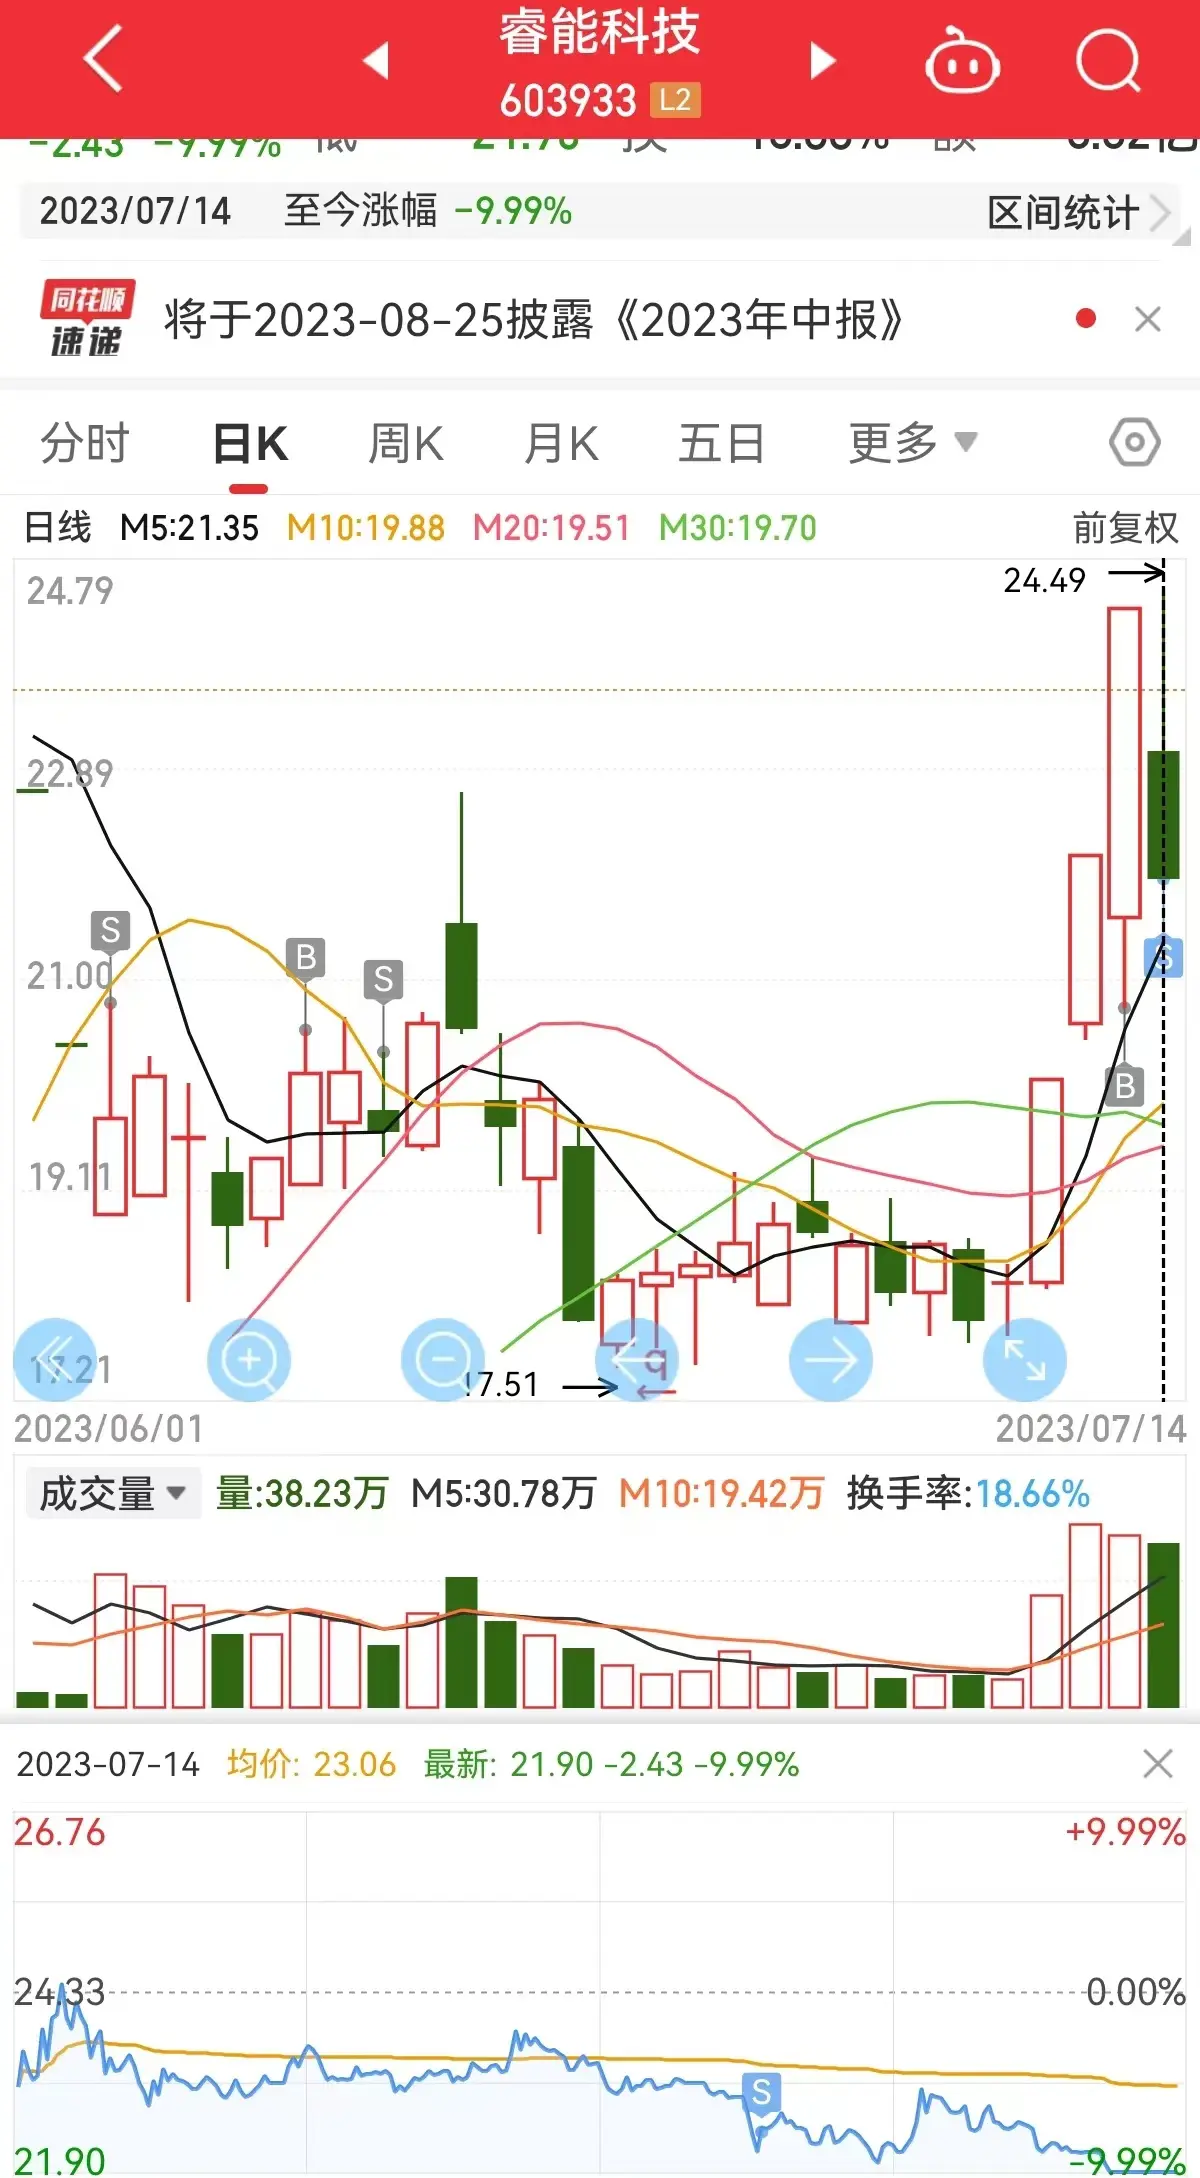 睿能科技
603933 L2
-2.43 -9.99% 低 21.78 换 额
2023/07/14 至今涨幅 -9.99% 区间统计
同花顺
速递
将于2023-08-25披露《2023年中报》
分时 日K 周K 月K 五日 更多
日线 M5:21.35 M10:19.88 M20:19.51 M30:19.70 前复权
24.79
24.49
22.89
S
B
S
21.00
S
B
19.11
17.21
q
17.51
2023/06/01 2023/07/14
成交量 量:38.23万 M5:30.78万 M10:19.42万 换手率:18.66%
2023-07-14 均价: 23.06 最新: 21.90 -2.43 -9.99%
26.76 +9.99%
24.33 0.00%
S
21.90 -9.99%